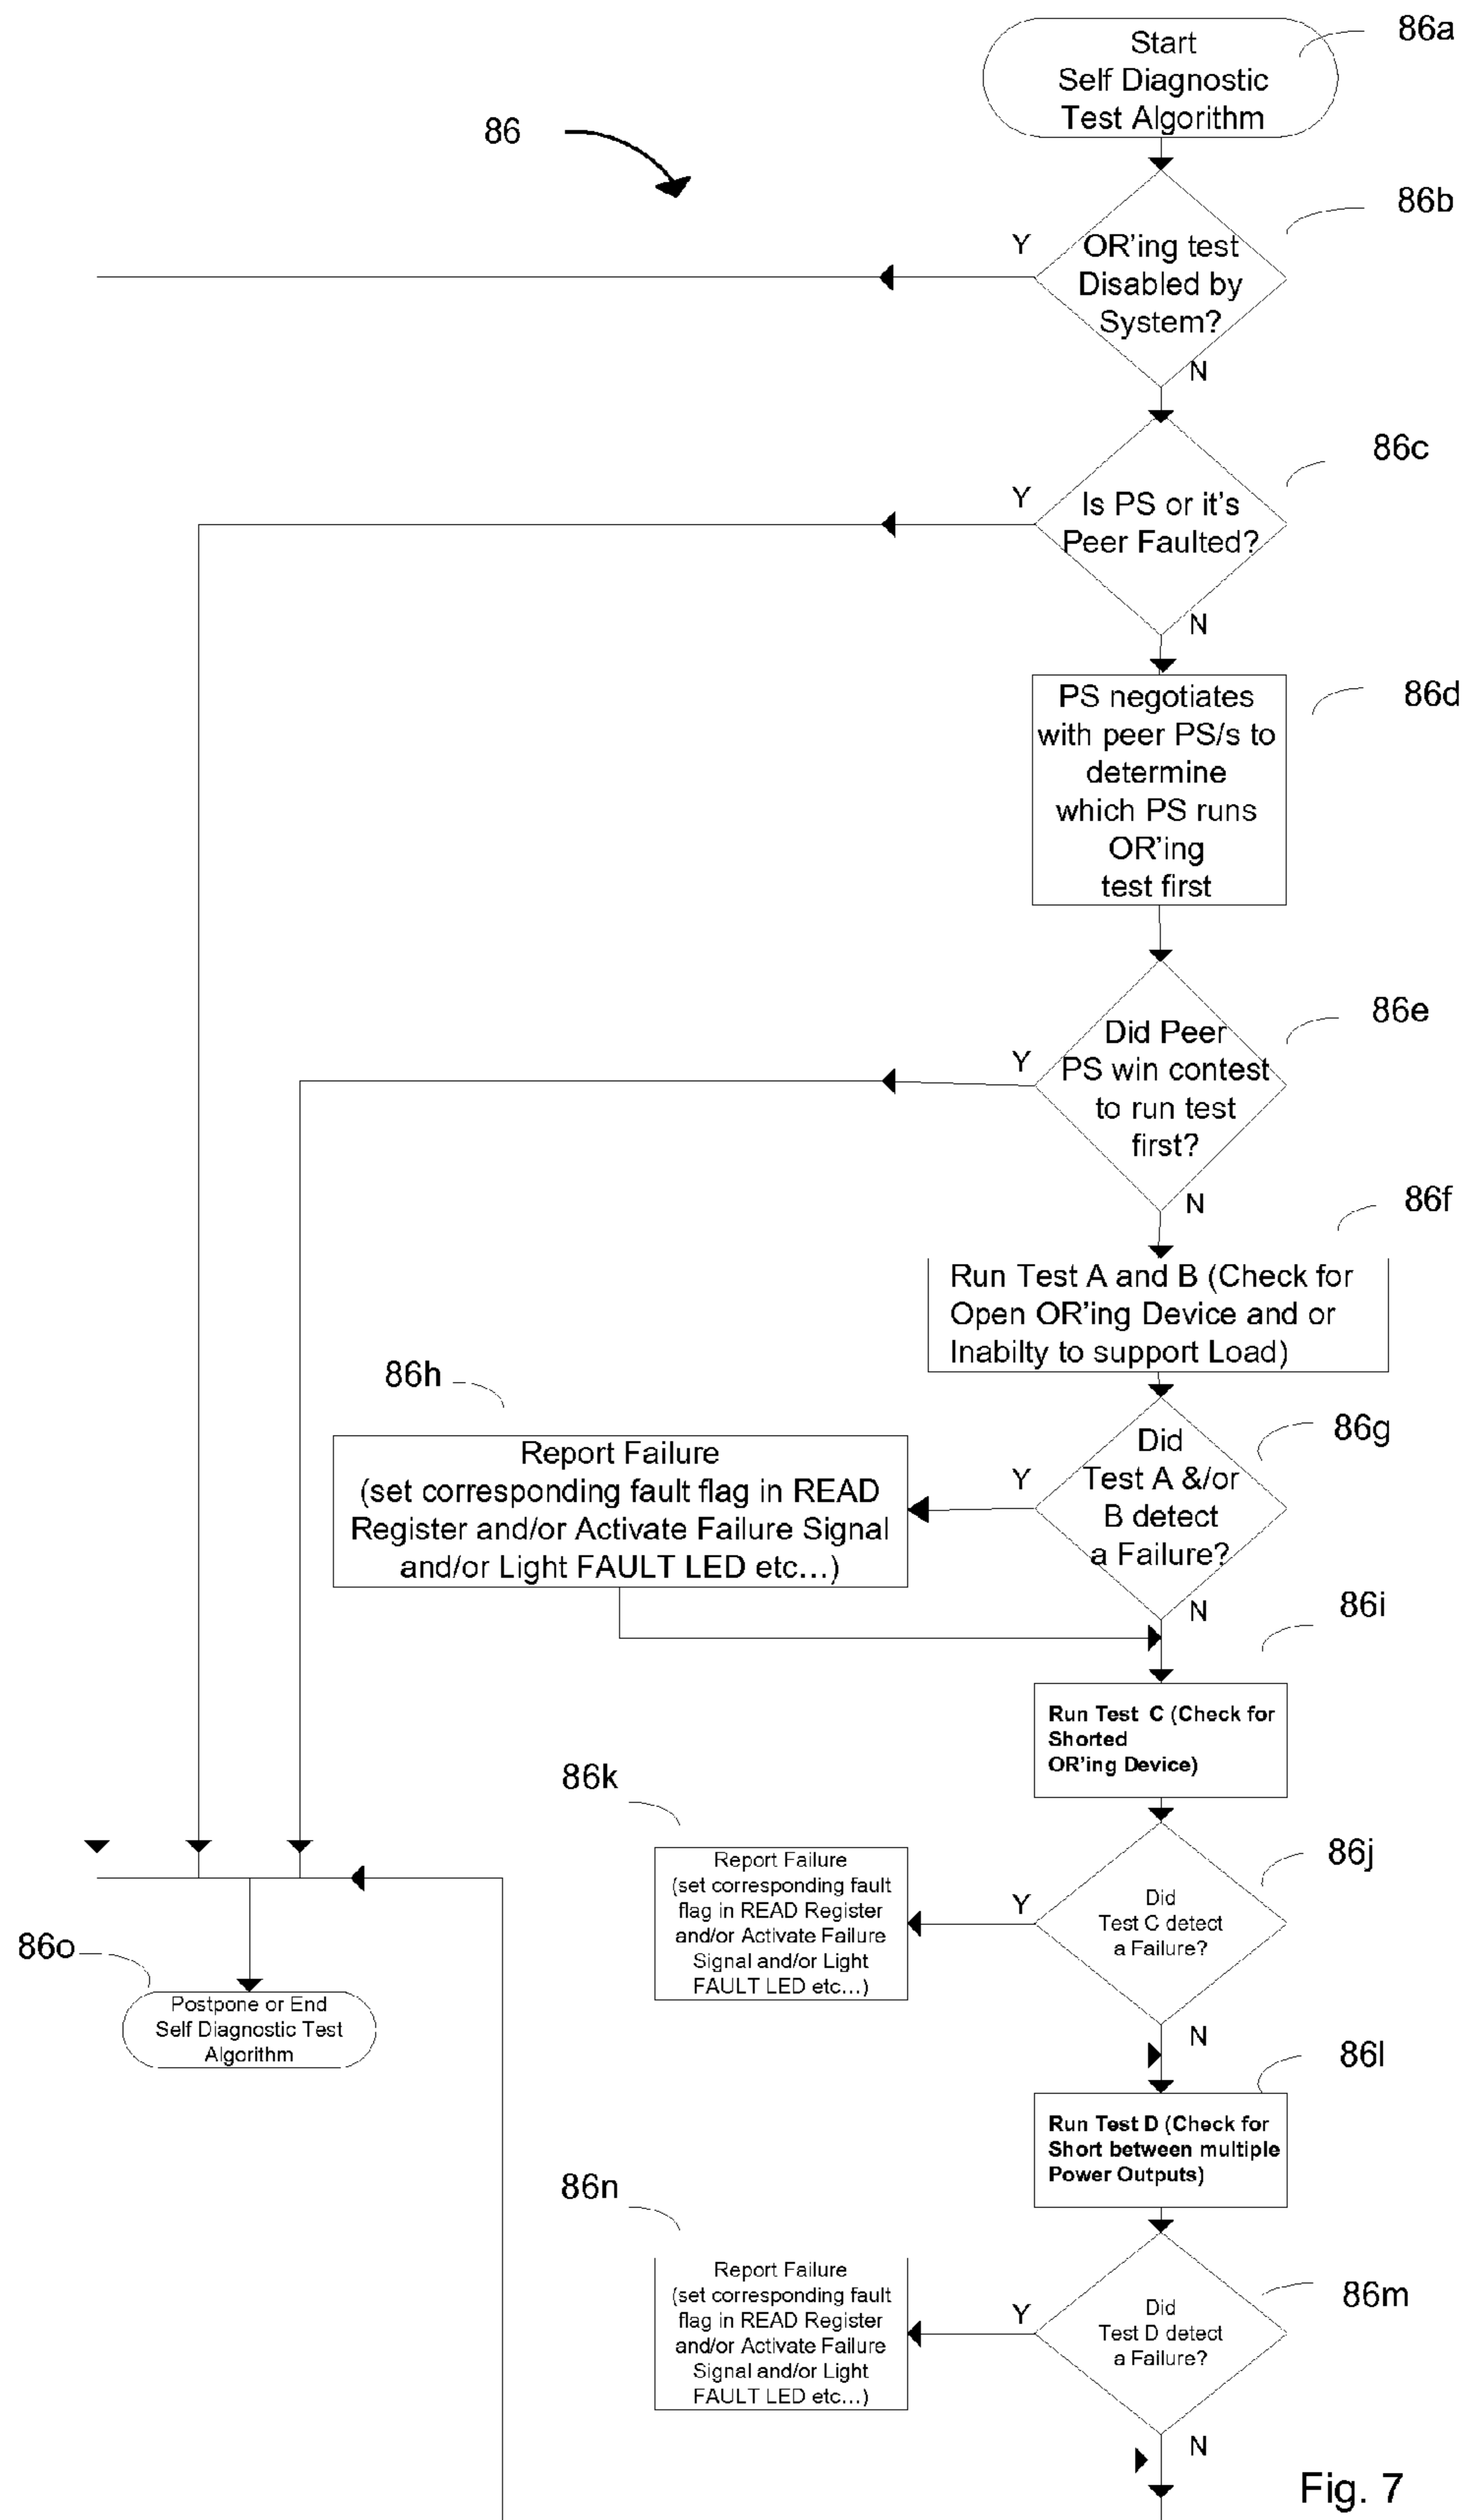 Start
Self Diagnostic
Test Algorithm
86a
86
86b
Y
OR'ing test
Disabled by
System?
N
86c
Y
Is PS or it's
Peer Faulted?
N
86d
PS negotiates
with peer PS/s to
determine
which PS runs
OR'ing
test first
86e
Y
Did Peer
PS win contest
to run test
first?
N
86f
Run Test A and B (Check for
Open OR'ing Device and or
Inabilty to support Load)
86h
Report Failure
(set corresponding fault flag in READ
Register and/or Activate Failure Signal
and/or Light FAULT LED etc...)
86g
Y
Did
Test A &/or
B detect
a Failure?
N
86i
Run Test C (Check for
Shorted
OR'ing Device)
86k
Report Failure
(set corresponding fault
flag in READ Register
and/or Activate Failure
Signal and/or Light
FAULT LED etc...)
86j
Y
Did
Test C detect
a Failure?
N
86o
Postpone or End
Self Diagnostic Test
Algorithm
86l
Run Test D (Check for
Short between multiple
Power Outputs)
86n
Report Failure
(set corresponding fault
flag in READ Register
and/or Activate Failure
Signal and/or Light
FAULT LED etc...)
86m
Y
Did
Test D detect
a Failure?
N
Fig. 7